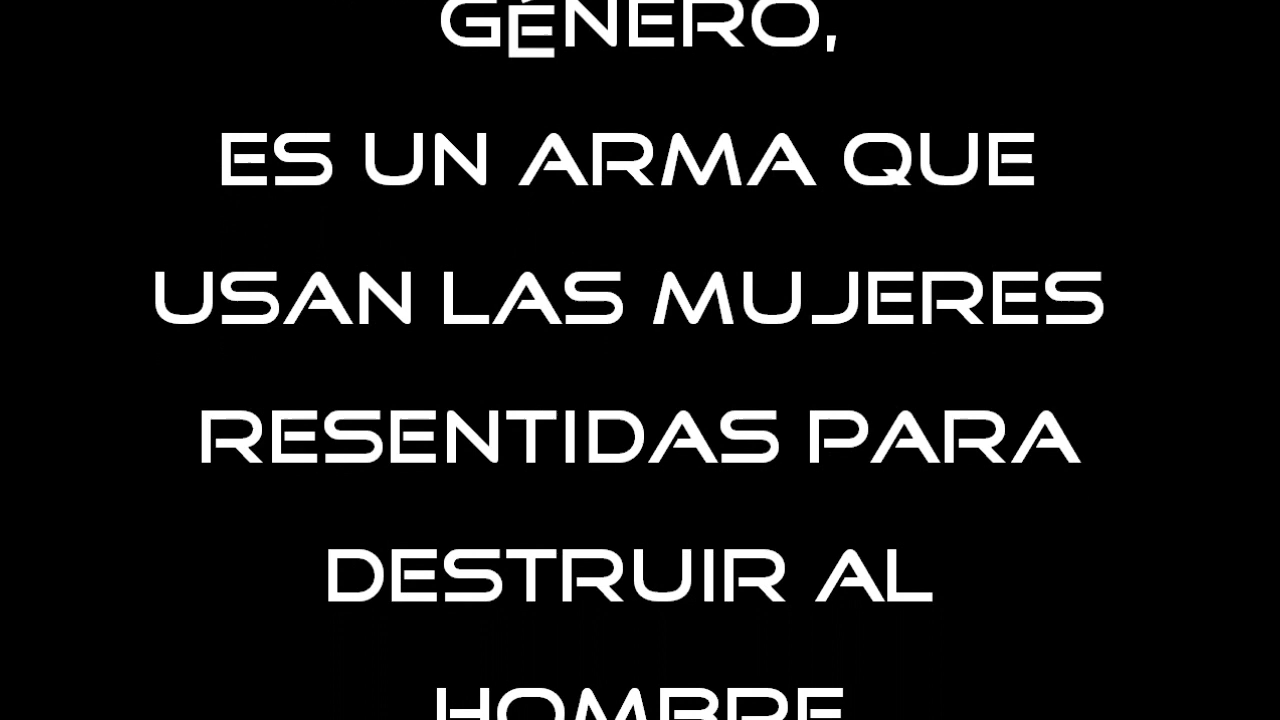 GÉNERO,
ES UN ARMA QUE
USAN LAS MUJERES
RESENTIDAS PARA
DESTRUIR AL
HOMBRE